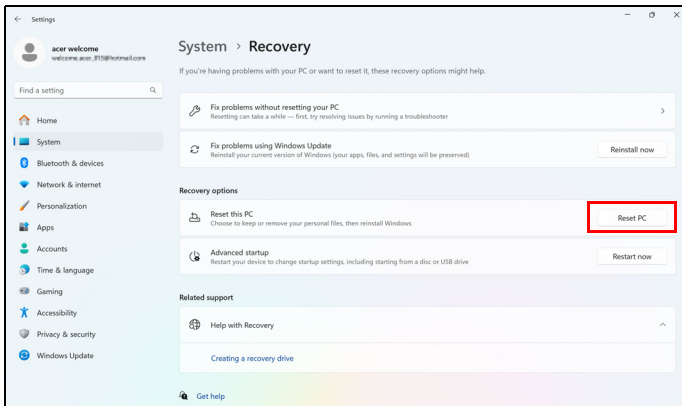 Settings
acer welcome
welcome.acer_815@hotmail.com
Find a setting
Home
System
Bluetooth & devices
Network & internet
Personalization
Apps
Accounts
Time & language
Gaming
Accessibility
Privacy & security
Windows Update
System > Recovery
If you're having problems with your PC or want to reset it, these recovery options might help.
Fix problems without resetting your PC
Resetting can take a while — first, try resolving issues by running a troubleshooter
Fix problems using Windows Update
Reinstall your current version of Windows (your apps, files, and settings will be preserved)
Reinstall now
Recovery options
Reset this PC
Choose to keep or remove your personal files, then reinstall Windows
Reset PC
Advanced startup
Restart your device to change startup settings, including starting from a disc or USB drive
Restart now
Related support
Help with Recovery
Creating a recovery drive
Get help